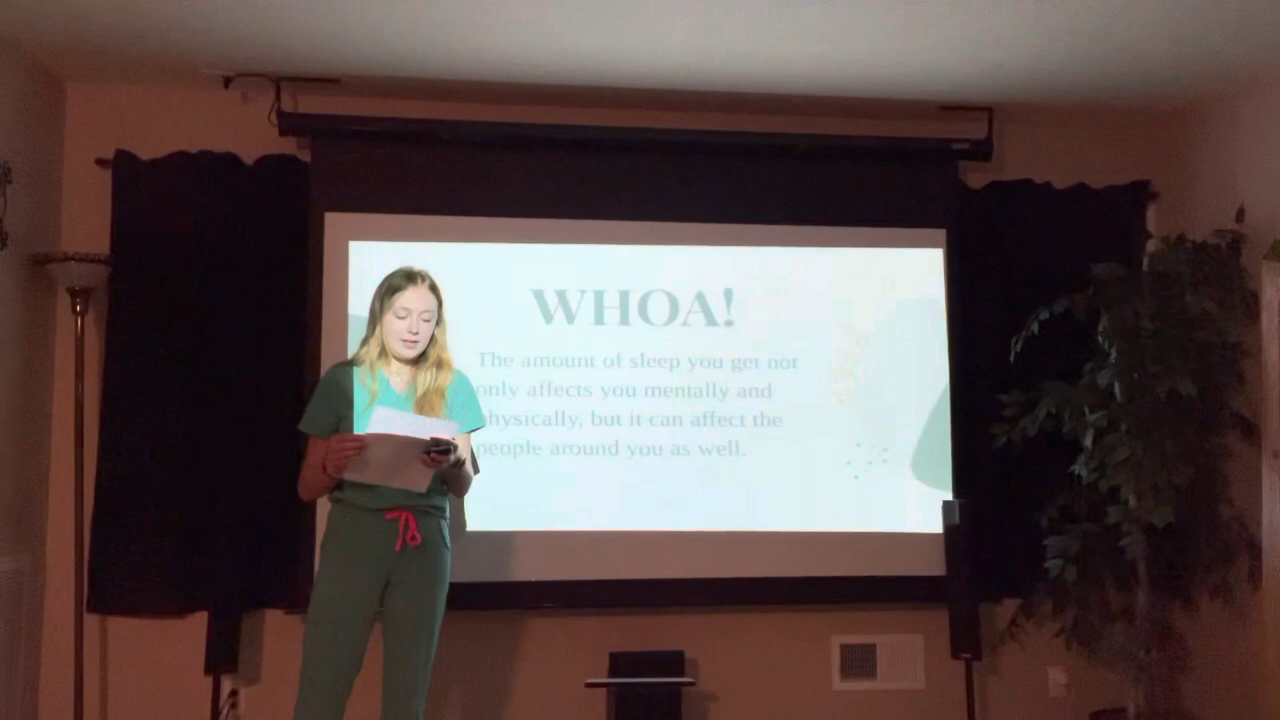 WHOA!
The amount of sleep you get not
only affects you mentally and
physically, but it can affect the
people around you as well.